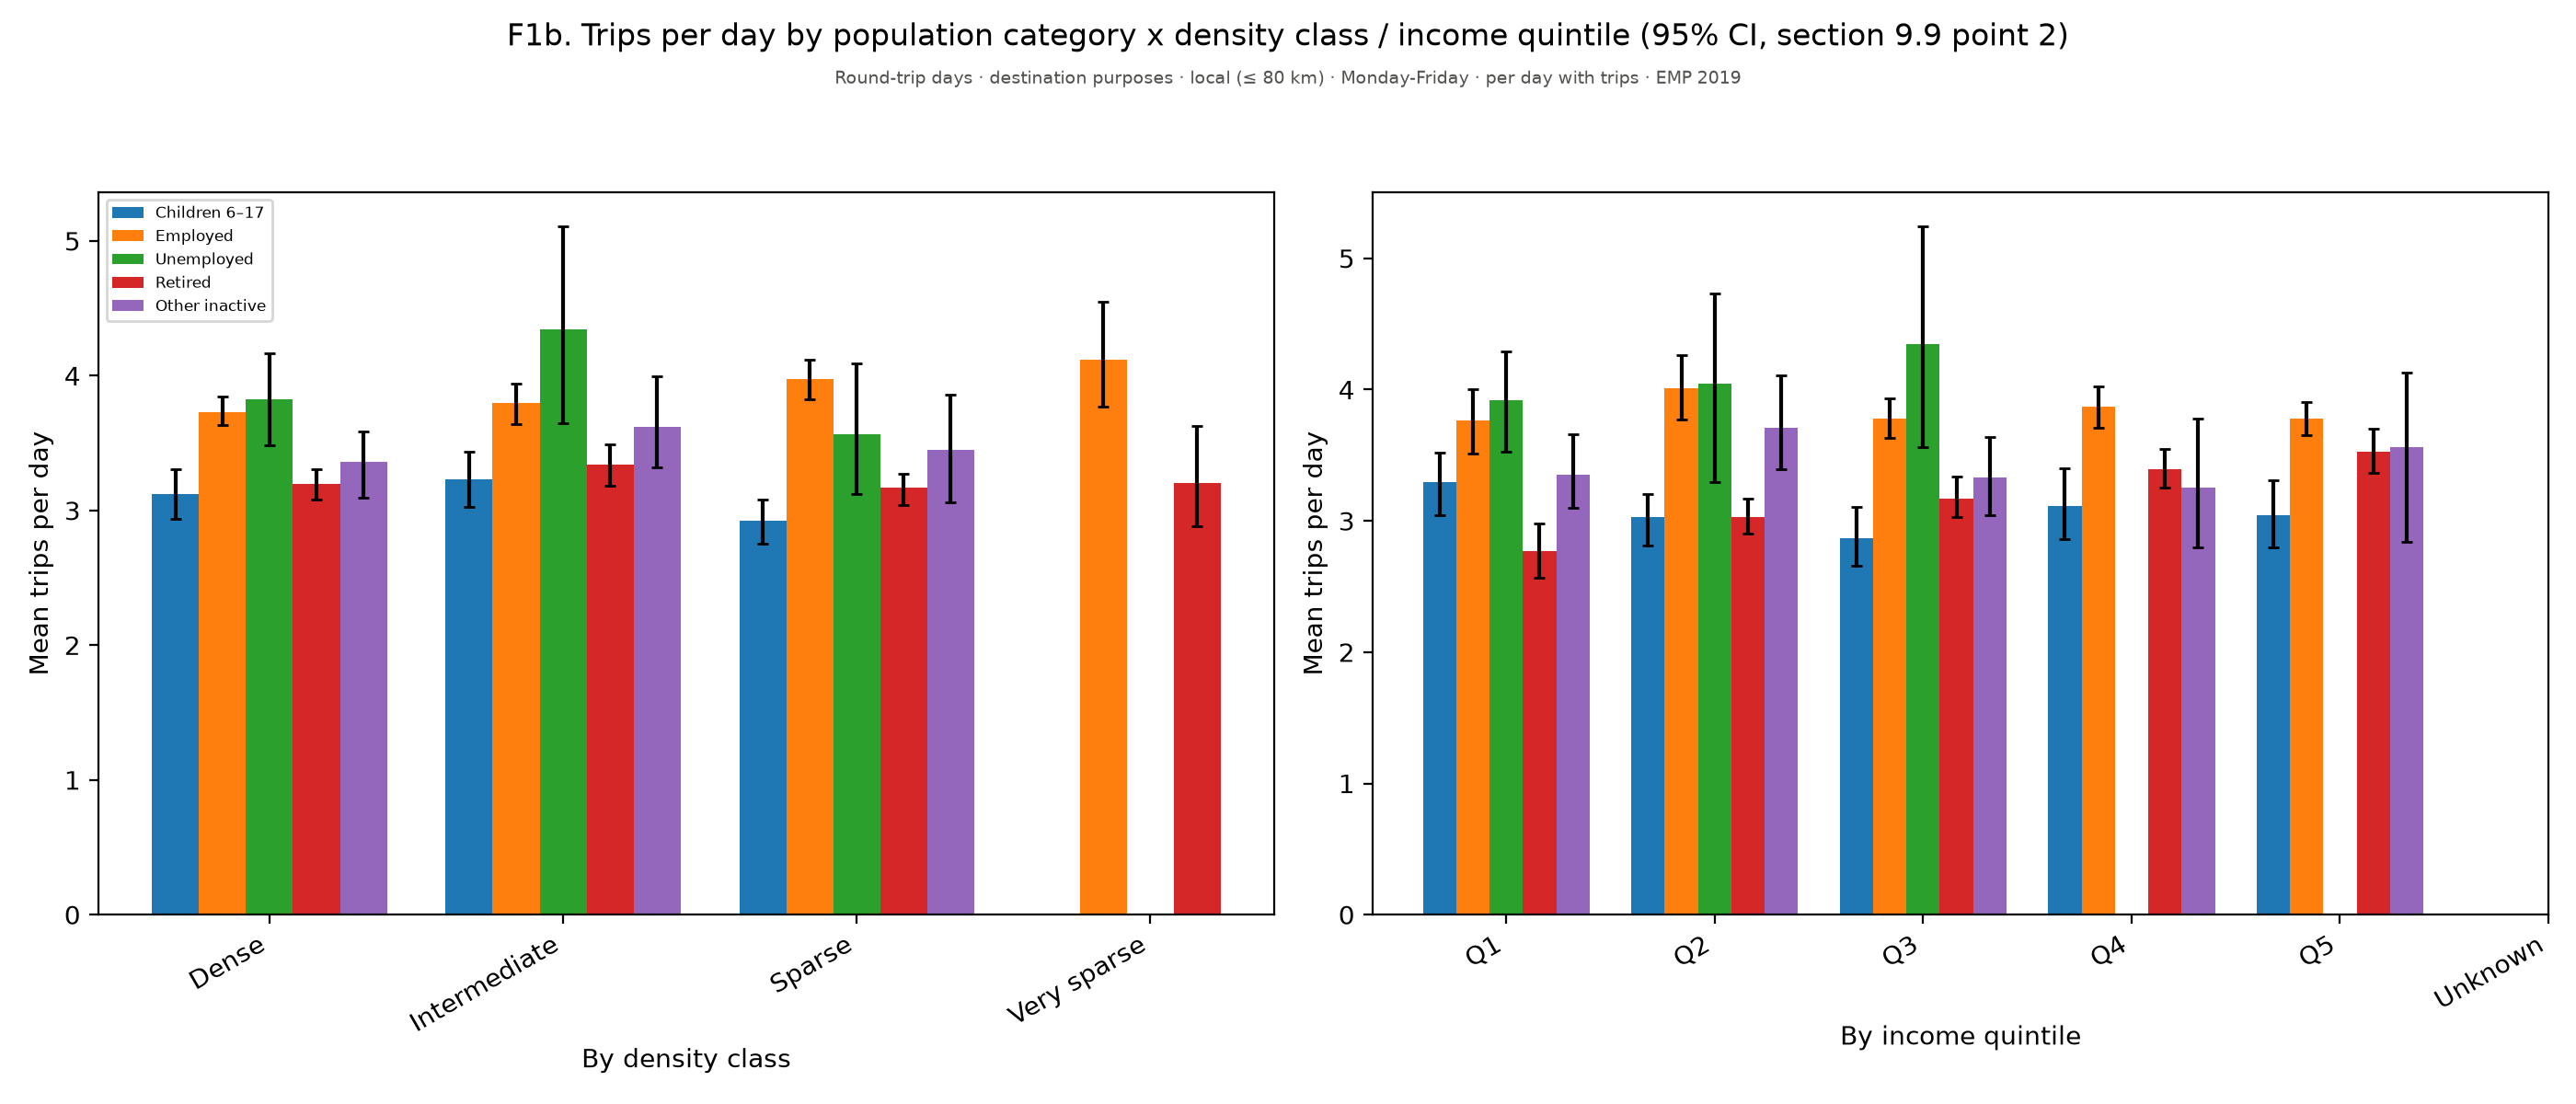 F1b. Trips per day by population category x density class / income quintile (95% CI, section 9.9 point 2)
Round-trip days · destination purposes · local (≤ 80 km) · Monday-Friday · per day with trips · EMP 2019
Children 6–17
Employed
Unemployed
Retired
Other inactive
Mean trips per day
5
4
3
2
1
0
Dense
Intermediate
Sparse
Very sparse
By density class
Mean trips per day
5
4
3
2
1
0
Q1
Q2
Q3
Q4
Q5
Unknown
By income quintile